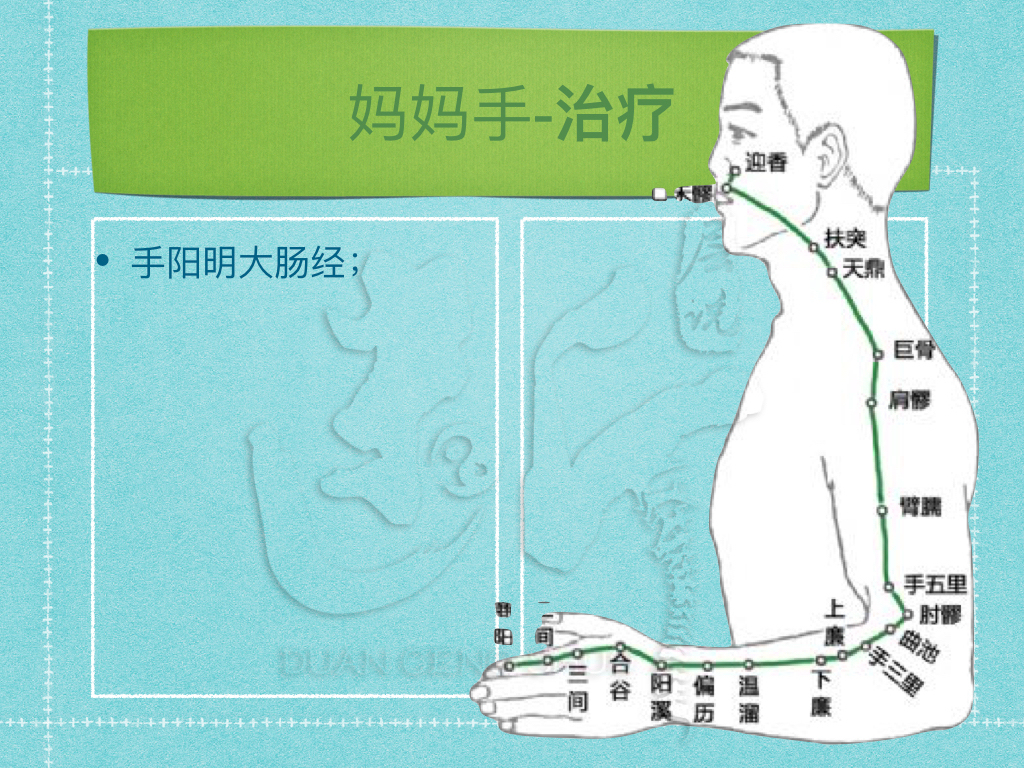 妈妈手-治疗
• 手阳明大肠经；
迎香
禾髎
扶突
天鼎
巨骨
肩髃
臂臑
手五里
肘髎
曲池
手三里
上廉
下廉
温溜
偏历
阳溪
合谷
三间
二间
商阳